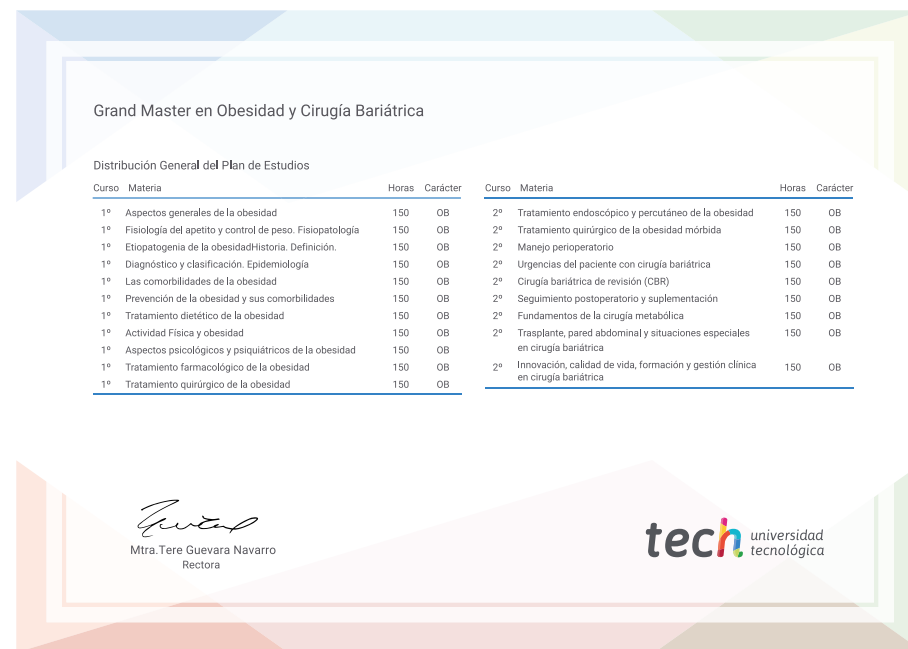 Grand Master en Obesidad y Cirugía Bariátrica
Distribución General del Plan de Estudios
Curso Materia Horas Carácter
1º Aspectos generales de la obesidad 150 OB
1º Fisiología del apetito y control de peso. Fisiopatología 150 OB
1º Etiopatogenia de la obesidadHistoria. Definición. 150 OB
1º Diagnóstico y clasificación. Epidemiología 150 OB
1º Las comorbilidades de la obesidad 150 OB
1º Prevención de la obesidad y sus comorbilidades 150 OB
1º Tratamiento dietético de la obesidad 150 OB
1º Actividad Física y obesidad 150 OB
1º Aspectos psicológicos y psiquiátricos de la obesidad 150 OB
1º Tratamiento farmacológico de la obesidad 150 OB
1º Tratamiento quirúrgico de la obesidad 150 OB
Curso Materia Horas Carácter
2º Tratamiento endoscópico y percutáneo de la obesidad 150 OB
2º Tratamiento quirúrgico de la obesidad mórbida 150 OB
2º Manejo perioperatorio 150 OB
2º Urgencias del paciente con cirugía bariátrica 150 OB
2º Cirugía bariátrica de revisión (CBR) 150 OB
2º Seguimiento postoperatorio y suplementación 150 OB
2º Fundamentos de la cirugía metabólica 150 OB
2º Trasplante, pared abdominal y situaciones especiales 150 OB
en cirugía bariátrica
2º Innovación, calidad de vida, formación y gestión clínica 150 OB
en cirugía bariátrica
Mtra.Tere Guevara Navarro
Rectora
tech universidad
tecnológica